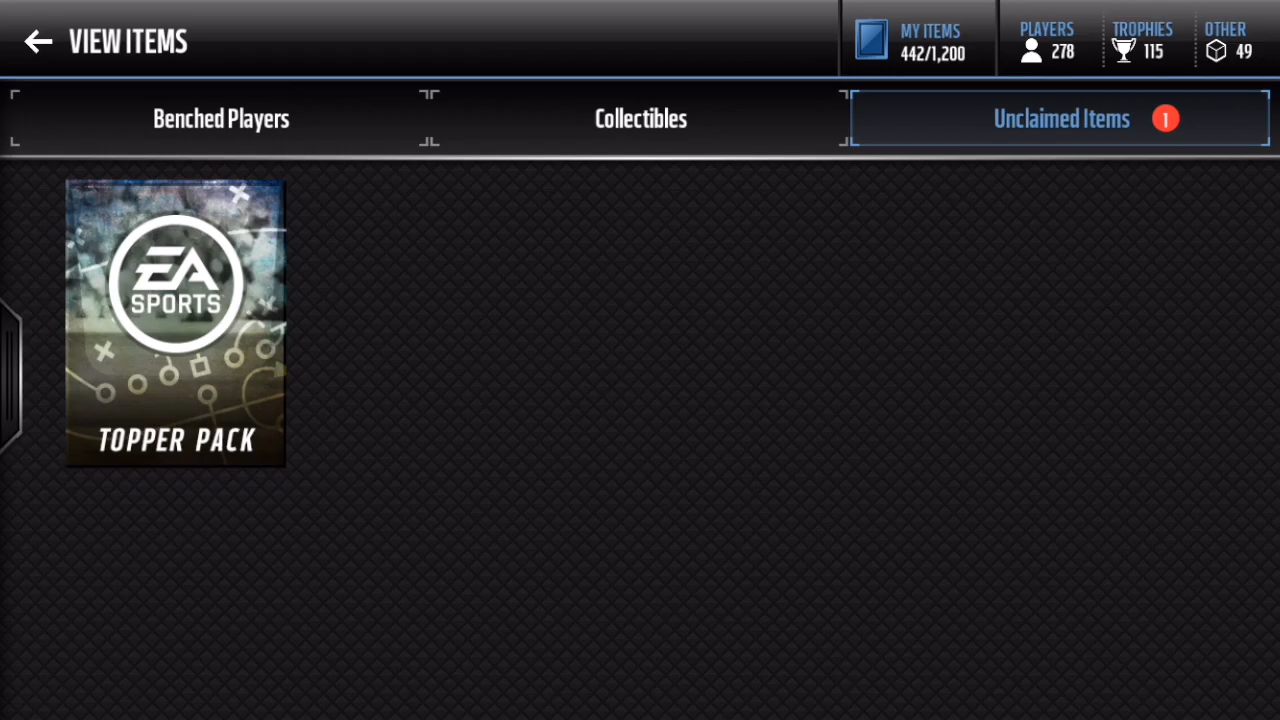 VIEW ITEMS
MY ITEMS
442/1,200
PLAYERS
278
TROPHIES
115
OTHER
49
Benched Players
Collectibles
Unclaimed Items
1
EA
SPORTS
TOPPER PACK